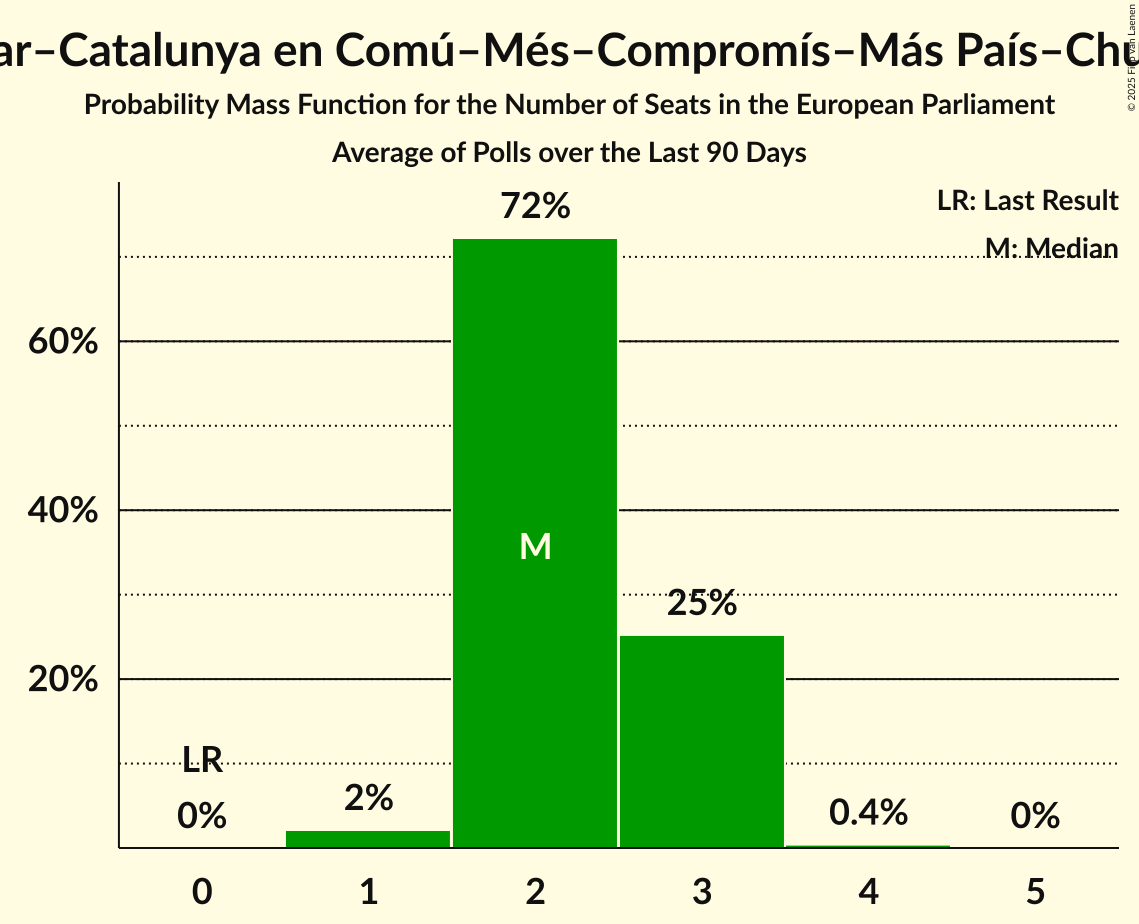 ar–Catalunya en Comú–Més–Compromís–Más País–Chu
Probability Mass Function for the Number of Seats in the European Parliament
Average of Polls over the Last 90 Days
© 2025 Filip van Laenen
LR: Last Result
M: Median
72%
60%
40%
M
25%
20%
LR
0%
2%
0.4%
0%
0 1 2 3 4 5